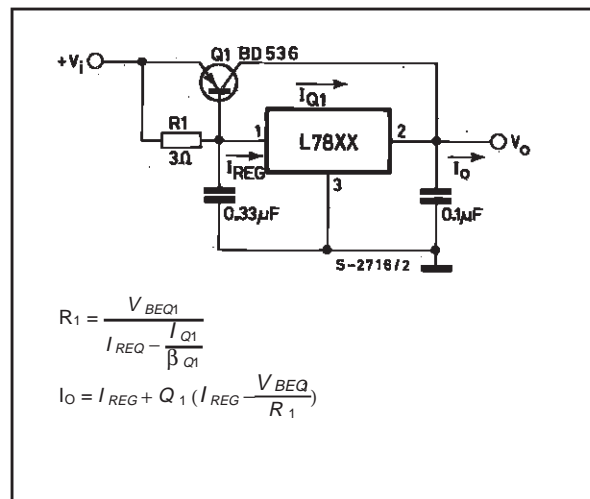 Q1 BD536
+Vi
IQ1
R1
3Ω
1
L78XX
2
Vo
IREG
IO
3
0.33μF
0.1μF
S-2716/2
R1 = VBEQ1 / (IREQ - IQ1 / βQ1)
IO = IREG + Q1 (IREG - VBEQ1 / R1)